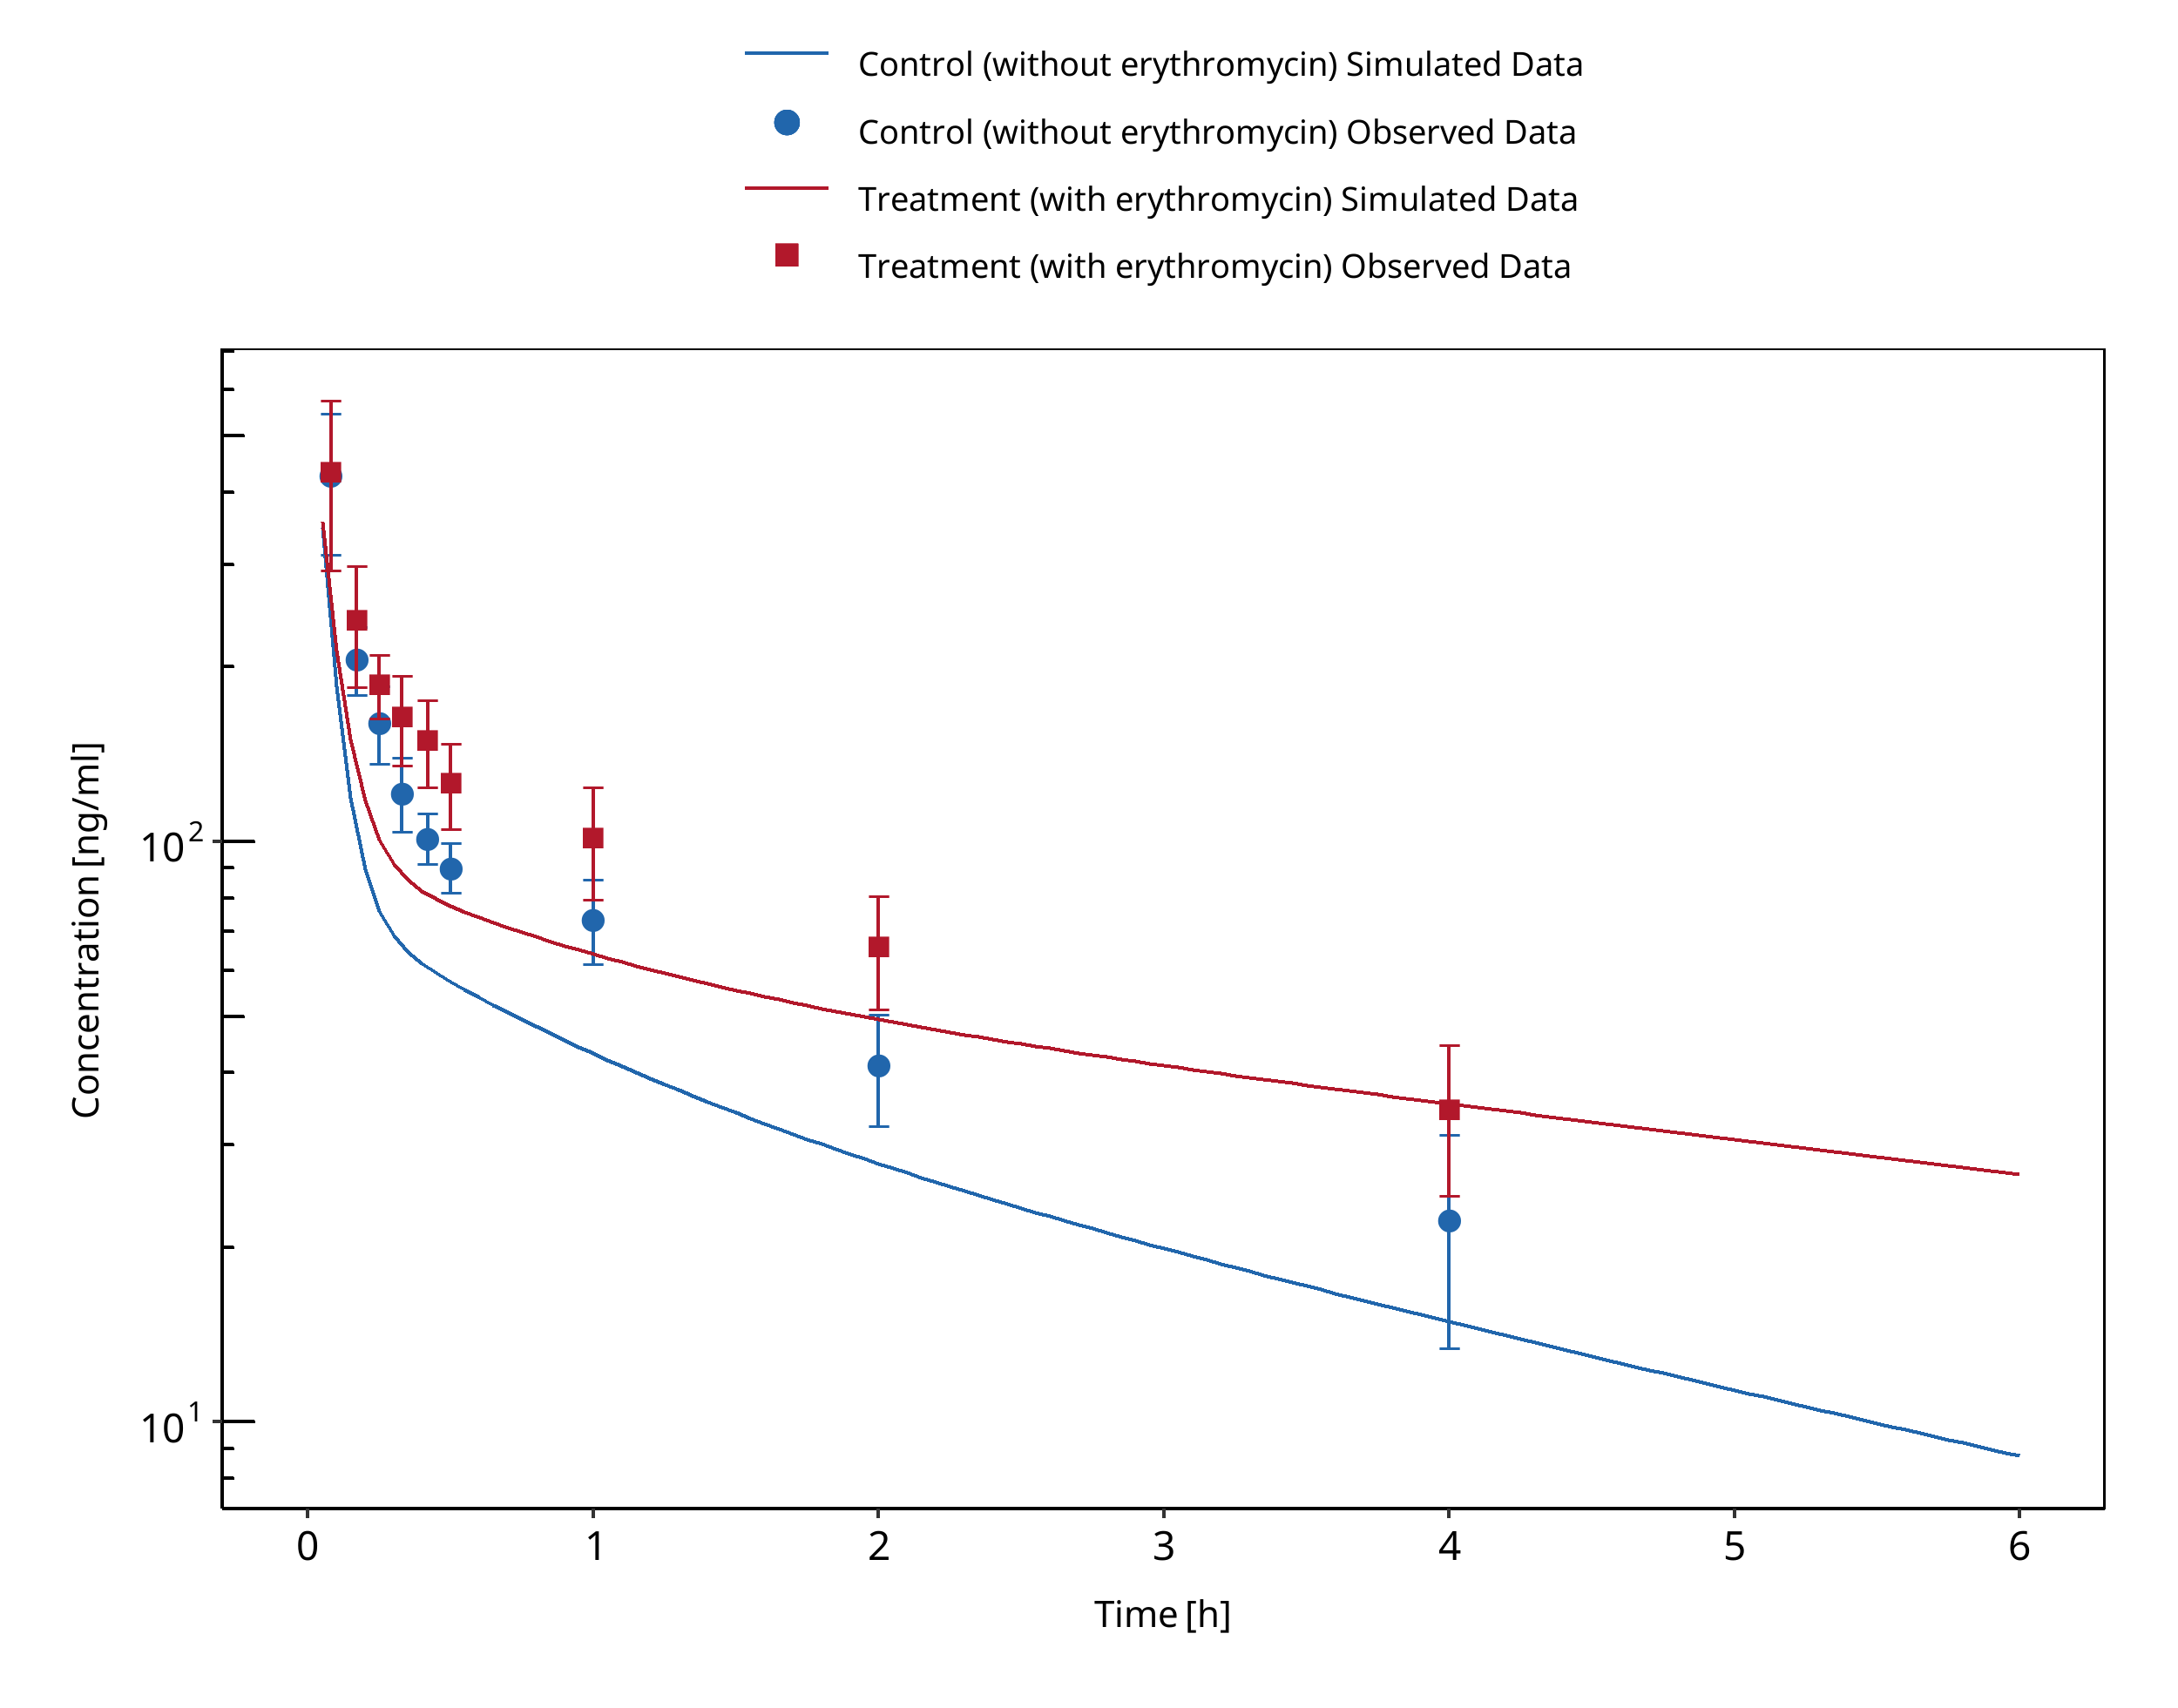 Control (without erythromycin) Simulated Data
Control (without erythromycin) Observed Data
Treatment (with erythromycin) Simulated Data
Treatment (with erythromycin) Observed Data
Concentration [ng/ml]
10²
10¹
0 1 2 3 4 5 6
Time [h]